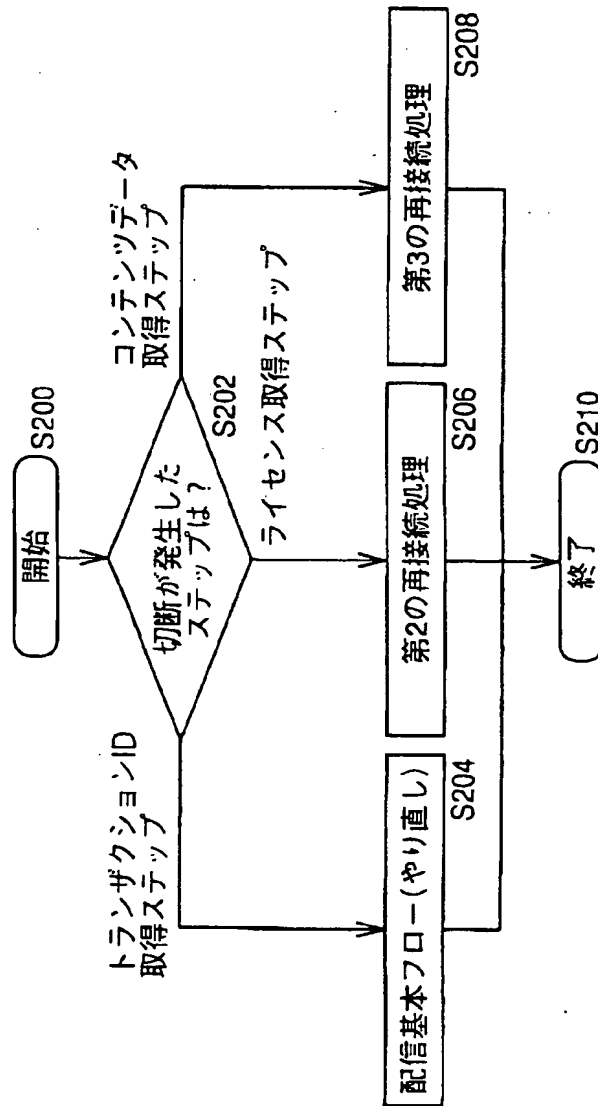 開始
S200
切断が発生した
ステップは？
S202
トランザクションID
取得ステップ
ライセンス取得ステップ
コンテンツデータ
取得ステップ
配信基本フロー(やり直し)
S204
第2の再接続処理
S206
第3の再接続処理
S208
終了
S210